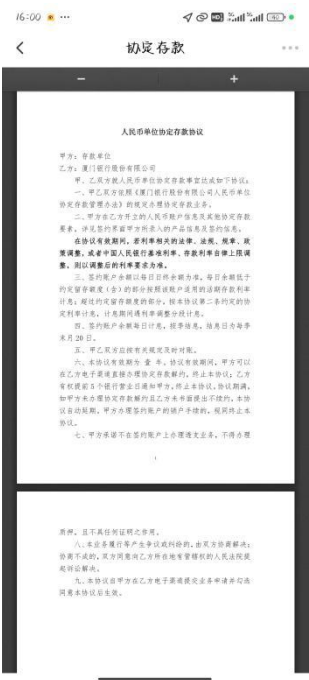 16:00
协定存款
人民币单位协定存款协议
甲方：存款单位
乙方：厦门银行股份有限公司
甲、乙双方就人民币单位协定存款事宜达成如下协议：
一、甲乙双方依照《厦门银行股份有限公司人民币单位
协定存款管理办法》的规定办理协定存款业务。
二、甲方在乙方开立的人民币账户信息及其他协定存款
要素，详见签约界面甲方所录入的产品信息及签约信息。
在协议有效期间，若利率相关的法律、法规、规章、政
策调整，或者中国人民银行基准利率、存款利率自律上限调
整，则以调整后的利率要求为准。
三、签约账户余额以每日日终余额为准。每日余额低于
约定留存额度（含）的部分按照该账户适用的活期存款利率
计息；超过约定留存额度的部分，按本协议第二条约定的协
定利率计息。计息期间遇利率调整分段计息。
四、签约账户余额每日计息，按季结息，结息日为每季
末月20日。
五、甲乙双方应按有关规定及时对账。
六、本协议有效期为 壹 年。协议有效期间，甲方可以
在乙方电子渠道直接办理协定存款解约，终止本协议；乙方
有权提前5个银行营业日通知甲方，终止本协议。协议期满，
如甲方未办理协定存款解约且乙方未书面提出不续约，本协
议自动延期。甲方办理签约账户的销户手续的，视同终止本
协议。
七、甲方承诺不在签约账户上办理透支业务，不得办理
1
质押，且不具任何证明之作用。
八、本业务履行等产生争议或纠纷的，由双方协商解决；
协商不成的，双方同意向乙方所在地有管辖权的人民法院提
起诉讼解决。
九、本协议自甲方在乙方电子渠道提交业务申请并勾选
同意本协议后生效。